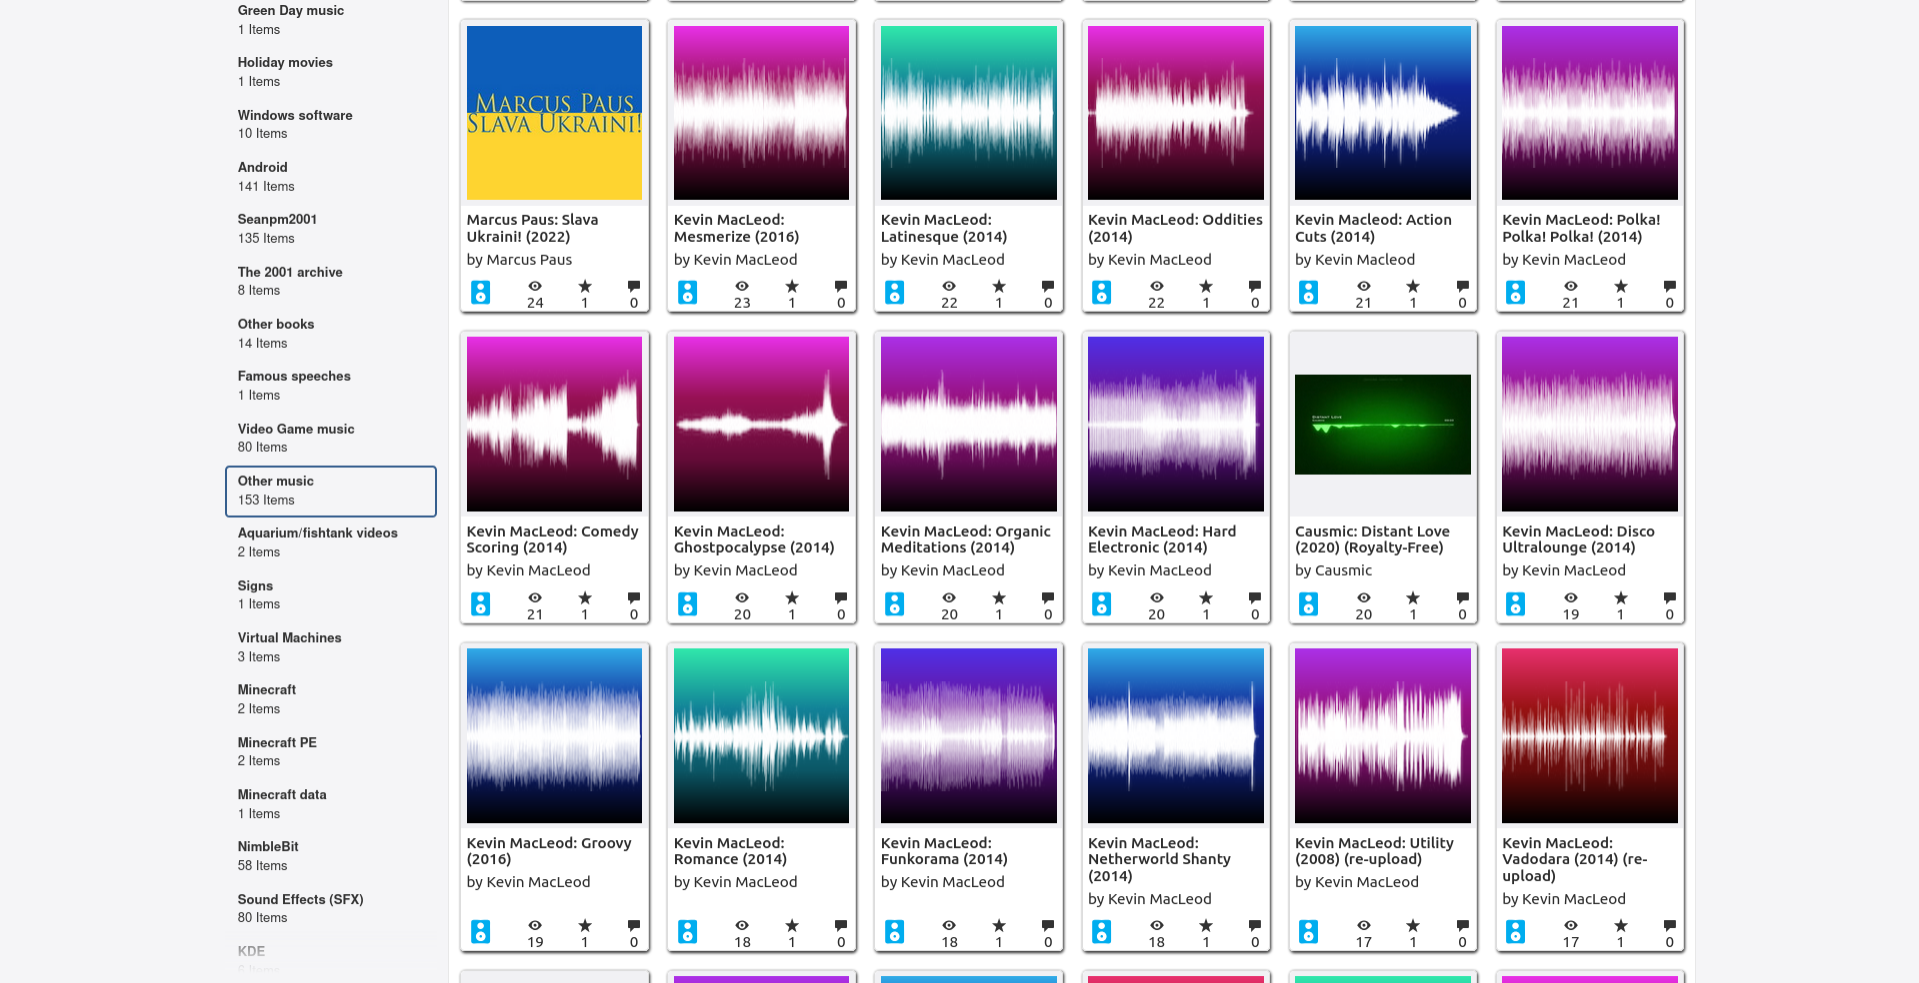 Green Day music
1 Items
Holiday movies
1 Items
Windows software
10 Items
Android
141 Items
Seanpm2001
135 Items
The 2001 archive
8 Items
Other books
14 Items
Famous speeches
1 Items
Video Game music
80 Items
Other music
153 Items
Aquarium/fishtank videos
2 Items
Signs
1 Items
Virtual Machines
3 Items
Minecraft
2 Items
Minecraft PE
2 Items
Minecraft data
1 Items
NimbleBit
58 Items
Sound Effects (SFX)
80 Items
KDE
6 Items
MARCUS PAUS
SLAVA UKRAINI!
Marcus Paus: Slava
Ukraini! (2022)
by Marcus Paus
24 1 0
Kevin MacLeod:
Mesmerize (2016)
by Kevin MacLeod
23 1 0
Kevin MacLeod:
Latinesque (2014)
by Kevin MacLeod
22 1 0
Kevin MacLeod: Oddities
(2014)
by Kevin MacLeod
22 1 0
Kevin Macleod: Action
Cuts (2014)
by Kevin Macleod
21 1 0
Kevin MacLeod: Polka!
Polka! Polka! (2014)
by Kevin MacLeod
21 1 0
Kevin MacLeod: Comedy
Scoring (2014)
by Kevin MacLeod
21 1 0
Kevin MacLeod:
Ghostpocalypse (2014)
by Kevin MacLeod
20 1 0
Kevin MacLeod: Organic
Meditations (2014)
by Kevin MacLeod
20 1 0
Kevin MacLeod: Hard
Electronic (2014)
by Kevin MacLeod
20 1 0
Distant Love
Causmic: Distant Love
(2020) (Royalty-Free)
by Causmic
20 1 0
Kevin MacLeod: Disco
Ultralounge (2014)
by Kevin MacLeod
19 1 0
Kevin MacLeod: Groovy
(2016)
by Kevin MacLeod
19 1 0
Kevin MacLeod:
Romance (2014)
by Kevin MacLeod
18 1 0
Kevin MacLeod:
Funkorama (2014)
by Kevin MacLeod
18 1 0
Kevin MacLeod:
Netherworld Shanty
(2014)
by Kevin MacLeod
18 1 0
Kevin MacLeod: Utility
(2008) (re-upload)
by Kevin MacLeod
17 1 0
Kevin MacLeod:
Vadodara (2014) (re-
upload)
by Kevin MacLeod
17 1 0